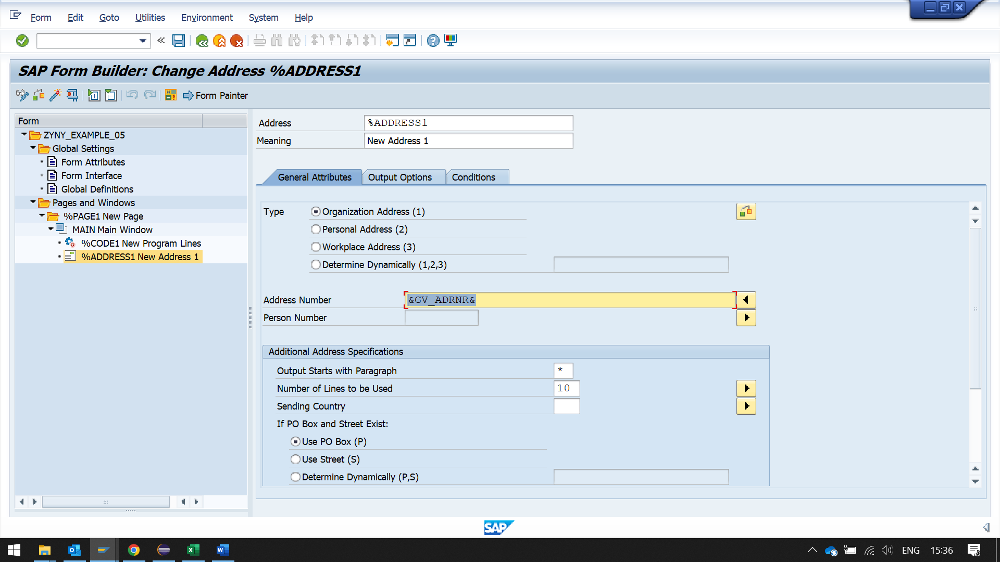 Form Edit Goto Utilities Environment System Help
SAP Form Builder: Change Address %ADDRESS1
Form Painter
Form
ZYNY_EXAMPLE_05
Global Settings
Form Attributes
Form Interface
Global Definitions
Pages and Windows
%PAGE1 New Page
MAIN Main Window
%CODE1 New Program Lines
%ADDRESS1 New Address 1
Address %ADDRESS1
Meaning New Address 1
General Attributes Output Options Conditions
Type Organization Address (1)
Personal Address (2)
Workplace Address (3)
Determine Dynamically (1,2,3)
Address Number &GV_ADRNR&
Person Number
Additional Address Specifications
Output Starts with Paragraph *
Number of Lines to be Used 10
Sending Country
If PO Box and Street Exist:
Use PO Box (P)
Use Street (S)
Determine Dynamically (P,S)
SAP
ENG 15:36